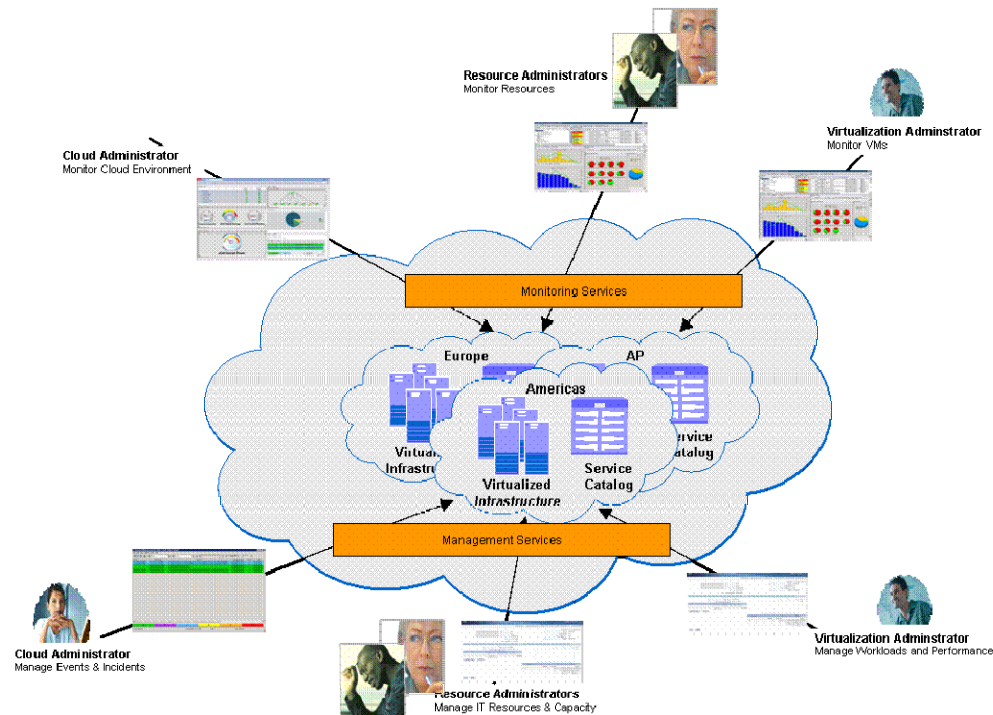 Resource Administrators
Monitor Resources
Virtualization Adminstrator
Monitor VMs
Cloud Administrator
Monitor Cloud Environment
Monitoring Services
Europe
AP
Americas
Service
Catalog
Virtualized
Infrastructure
Management Services
Cloud Administrator
Manage Events & Incidents
Virtualization Adminstrator
Manage Workloads and Performance
Resource Administrators
Manage IT Resources & Capacity